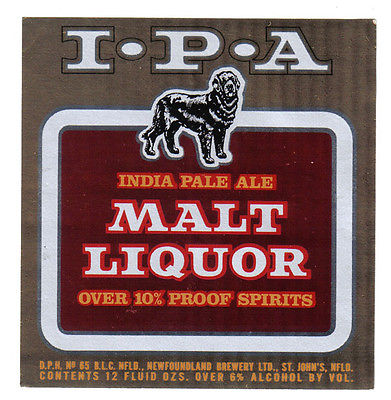 I·P·A
INDIA PALE ALE
MALT
LIQUOR
OVER 10% PROOF SPIRITS
D.P.H. Nº 65 B.L.C. NFLD., NEWFOUNDLAND BREWERY LTD., ST. JOHN'S, NFLD.
CONTENTS 12 FLUID OZS. OVER 6% ALCOHOL BY VOL.